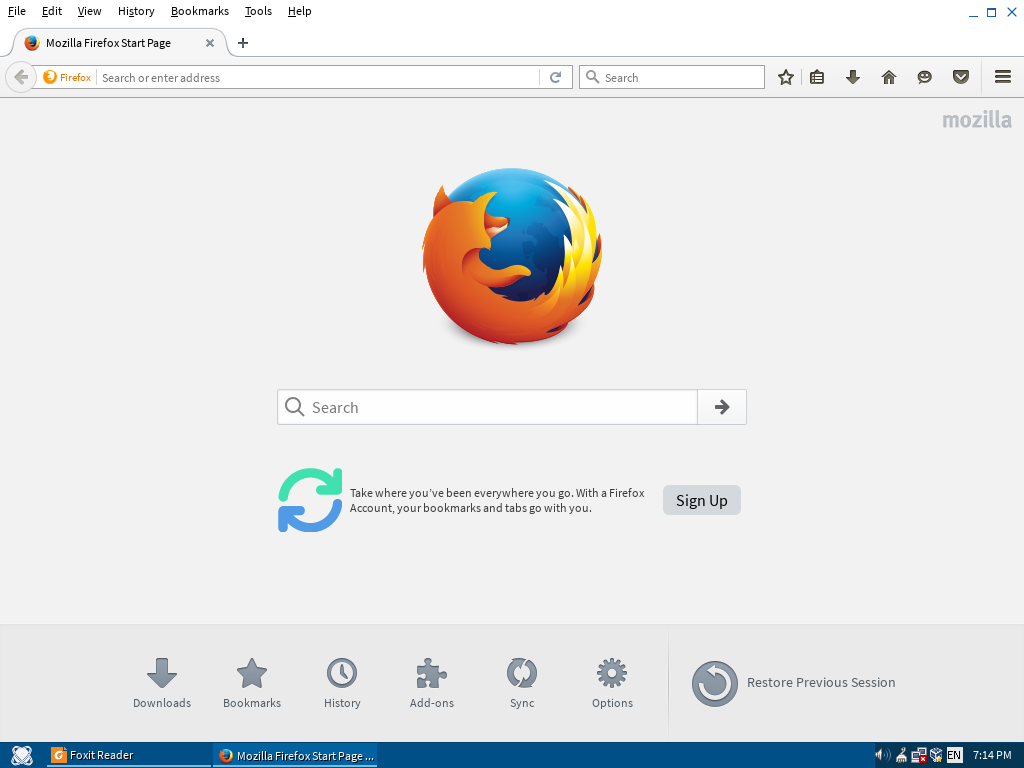 File Edit View History Bookmarks Tools Help
Mozilla Firefox Start Page
Firefox Search or enter address Search
mozilla
Search
Take where you've been everywhere you go. With a Firefox
Account, your bookmarks and tabs go with you.
Sign Up
Downloads Bookmarks History Add-ons Sync Options
Restore Previous Session
Foxit Reader Mozilla Firefox Start Page ... EN 7:14 PM